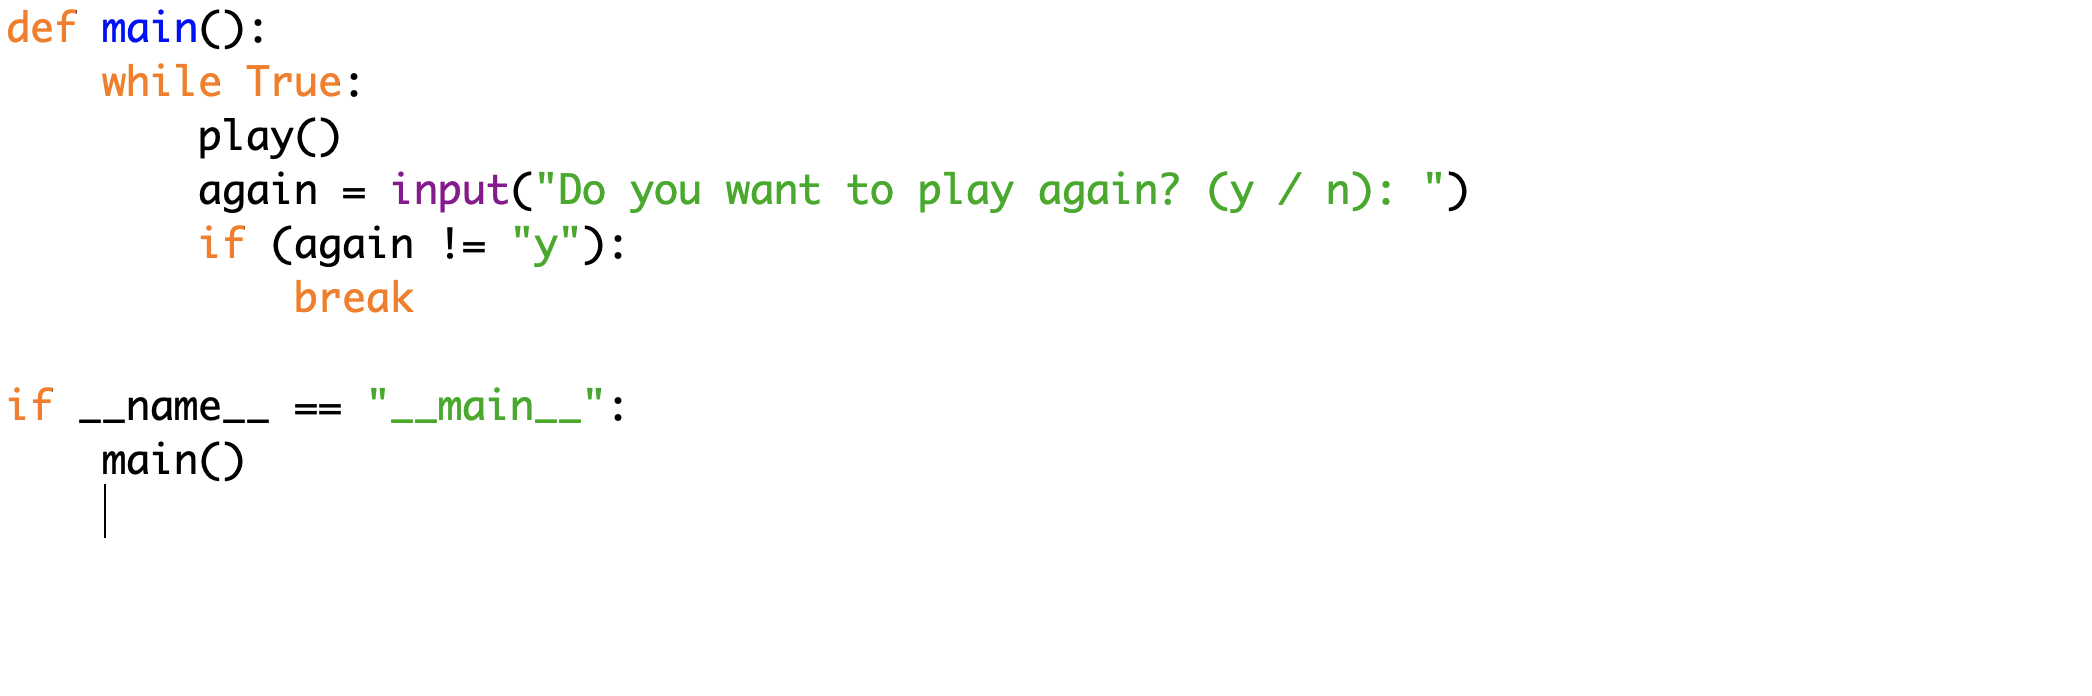 def main():
    while True:
        play()
        again = input("Do you want to play again? (y / n): ")
        if (again != "y"):
            break

if __name__ == "__main__":
    main()